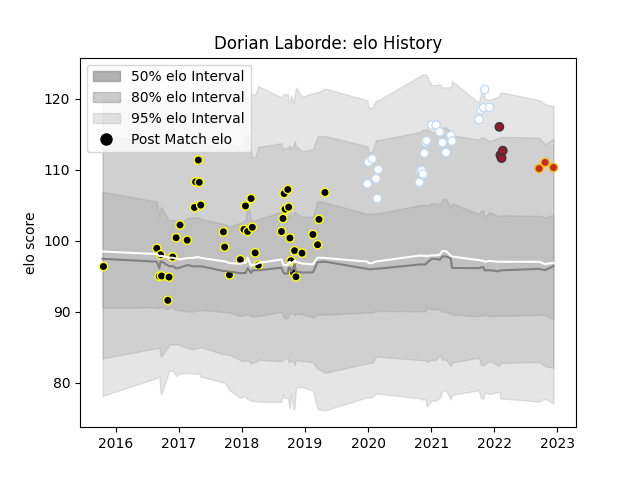 Dorian Laborde: elo History
50% elo Interval
80% elo Interval
95% elo Interval
Post Match elo
elo score
120
110
100
90
80
2016 2017 2018 2019 2020 2021 2022 2023